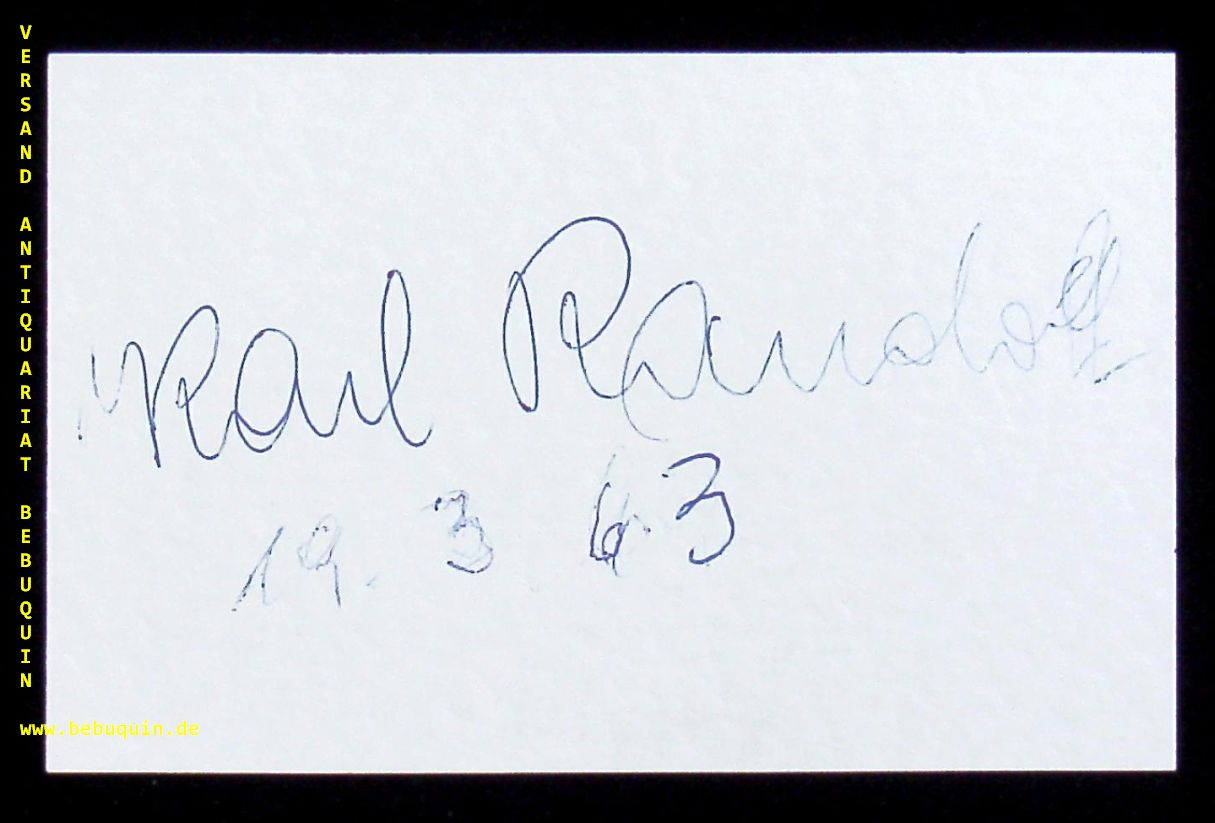 VERSAND ANTIQUARIAT BEBUQUIN
Karl Randolf
19. 3 63
www.bebuquin.de